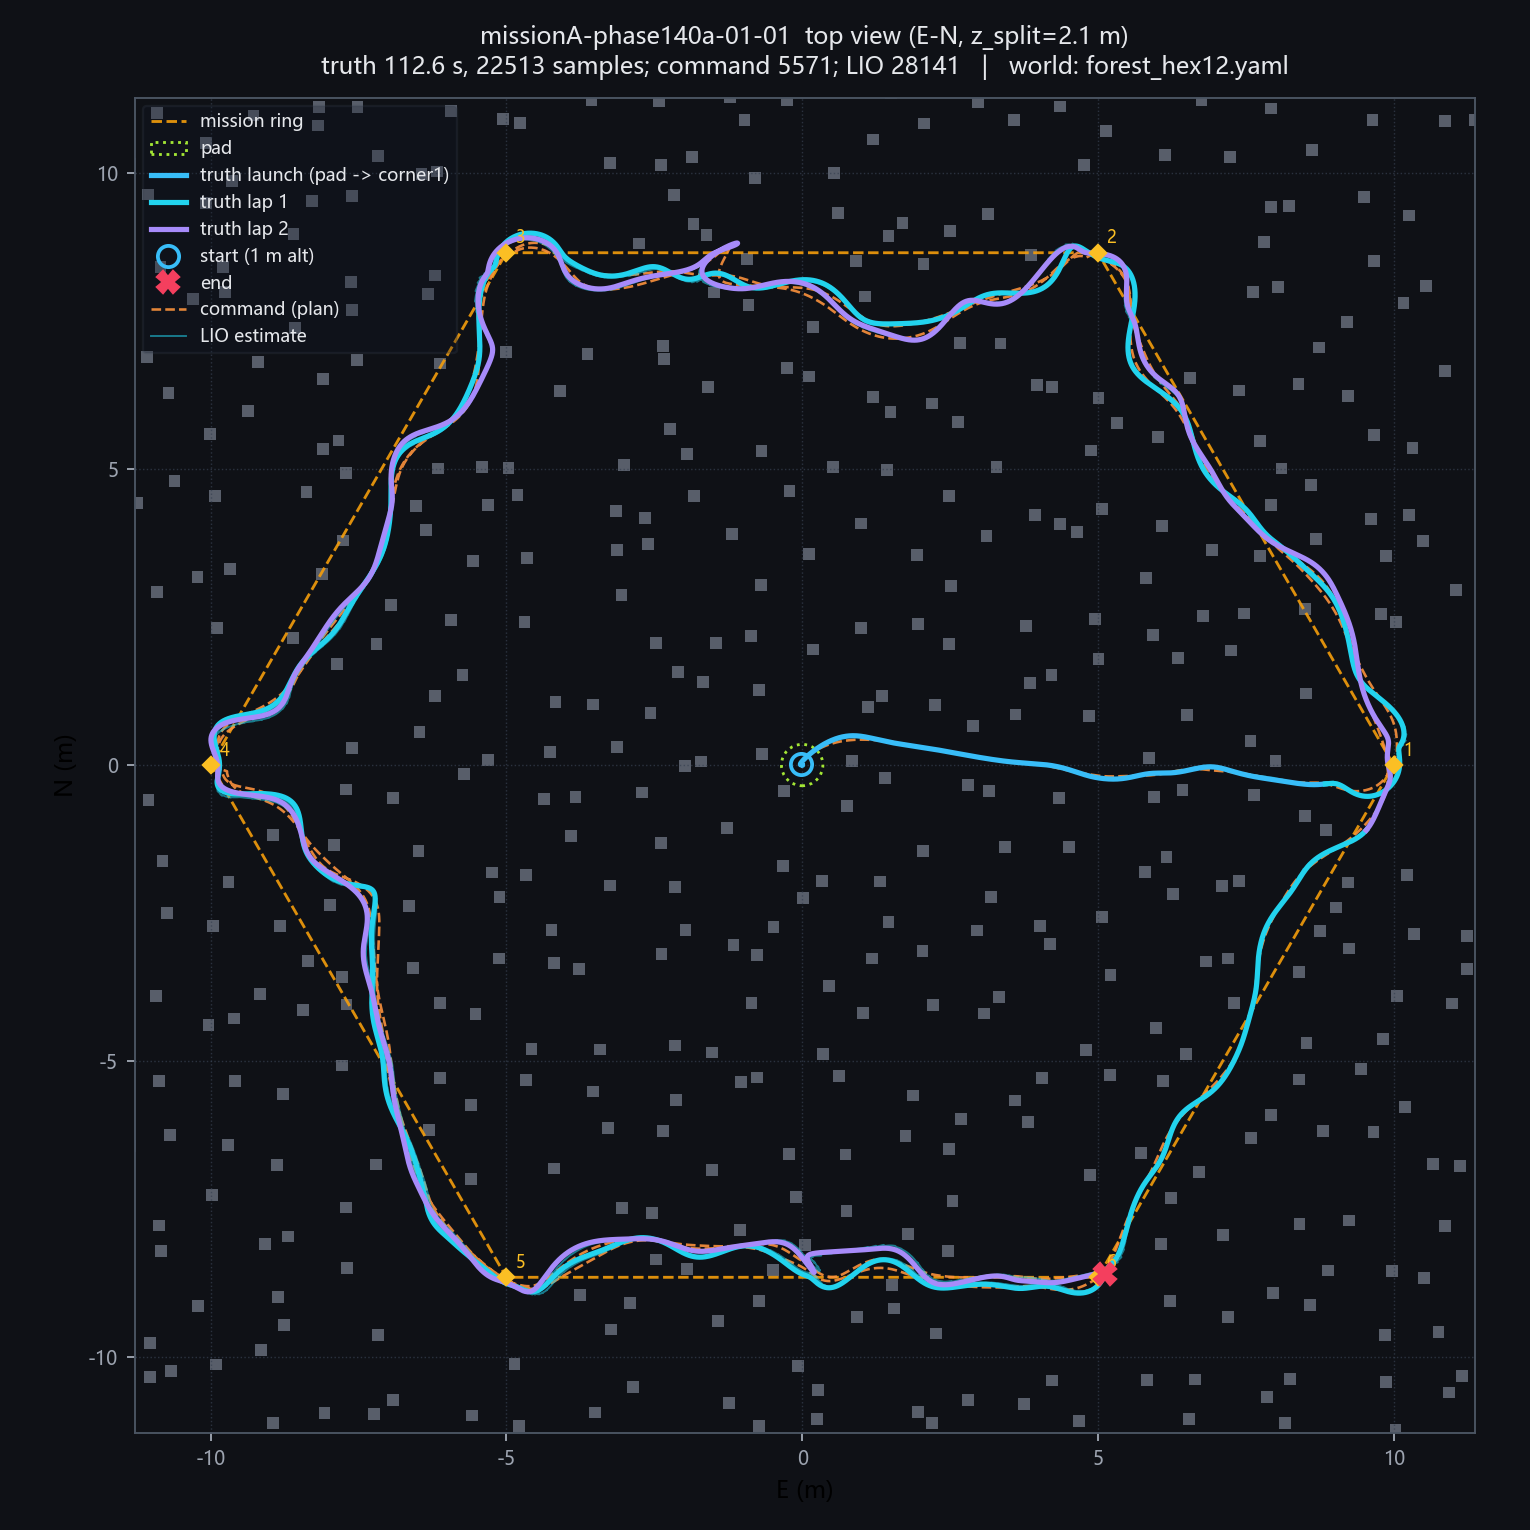 missionA-phase140a-01-01  top view (E-N, z_split=2.1 m)
truth 112.6 s, 22513 samples; command 5571; LIO 28141   |   world: forest_hex12.yaml
mission ring
pad
truth launch (pad -> corner1)
truth lap 1
truth lap 2
start (1 m alt)
end
command (plan)
LIO estimate
3
2
4
1
5
10
5
0
-5
-10
N (m)
-10
-5
0
5
10
E (m)